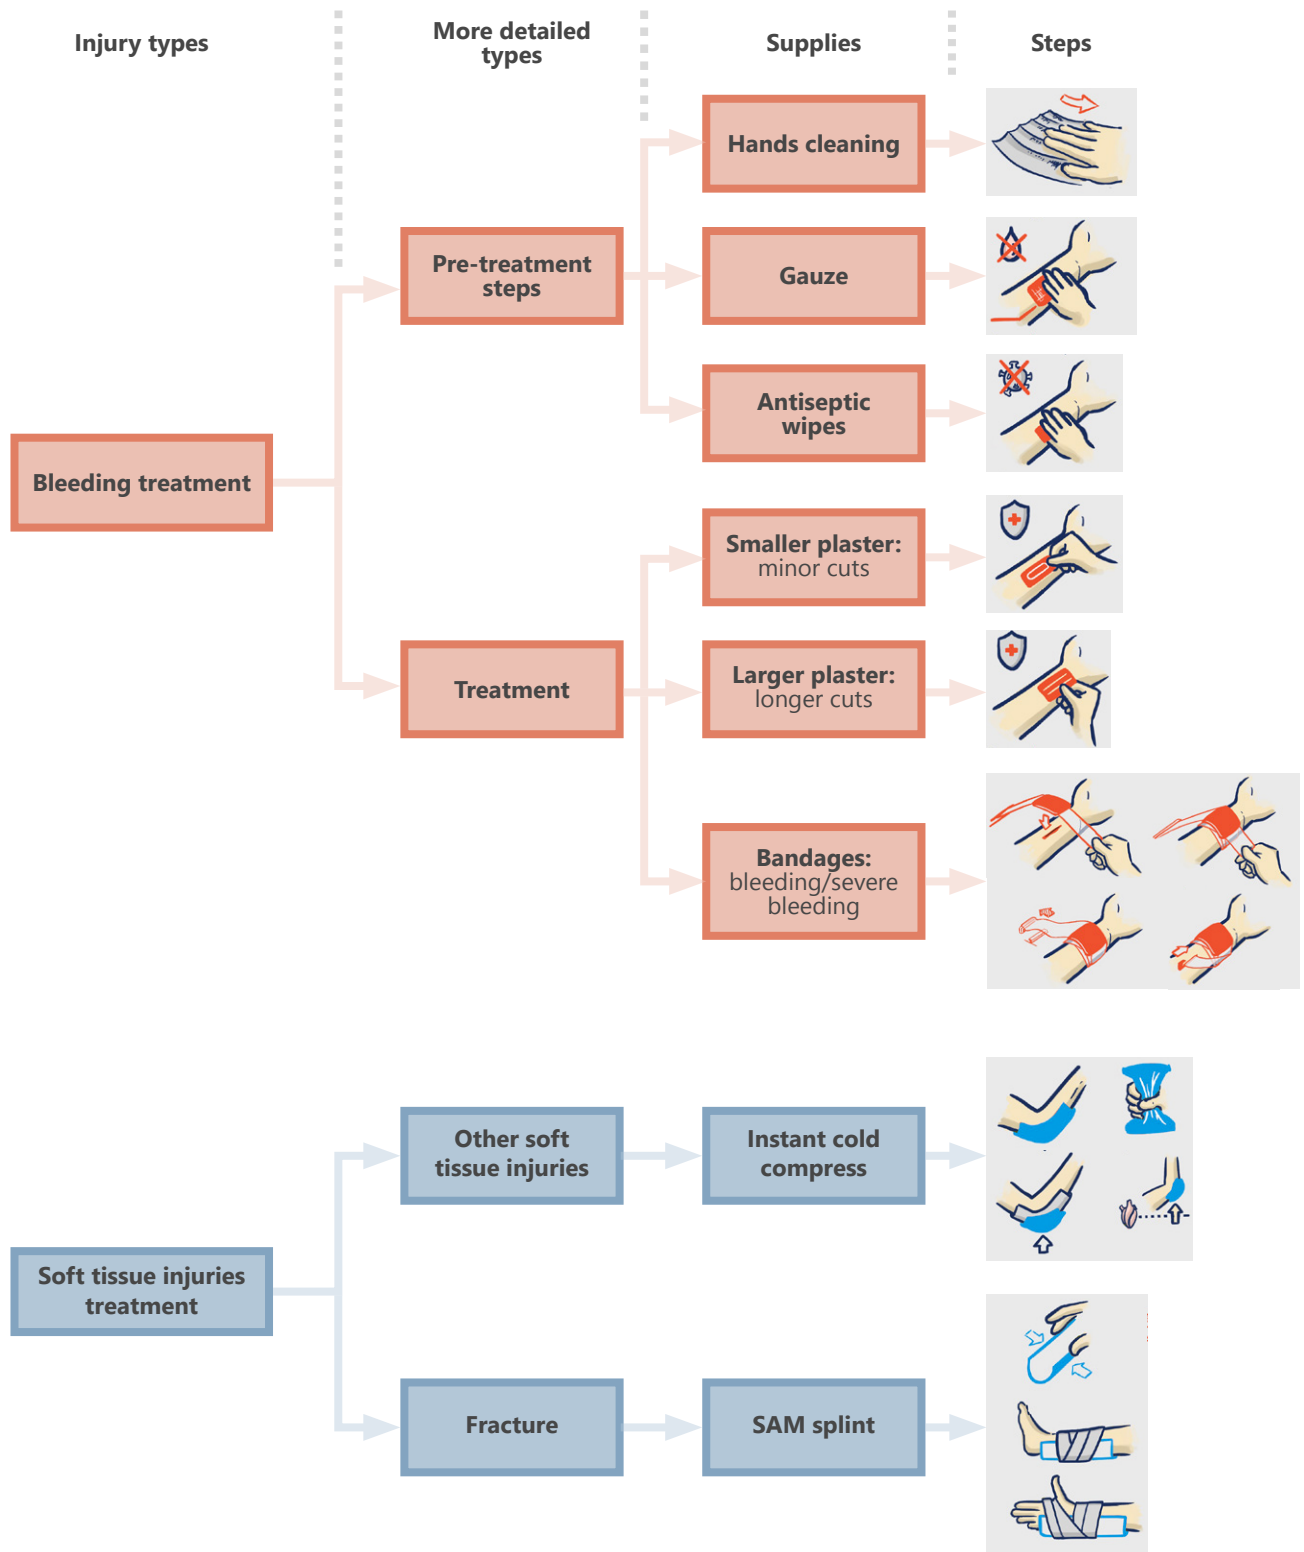 Injury types
More detailed
types
Supplies
Steps
Hands cleaning
Pre-treatment
steps
Gauze
Antiseptic
wipes
Bleeding treatment
Smaller plaster:
minor cuts
Treatment
Larger plaster:
longer cuts
Bandages:
bleeding/severe
bleeding
Other soft
tissue injuries
Instant cold
compress
Soft tissue injuries
treatment
Fracture
SAM splint